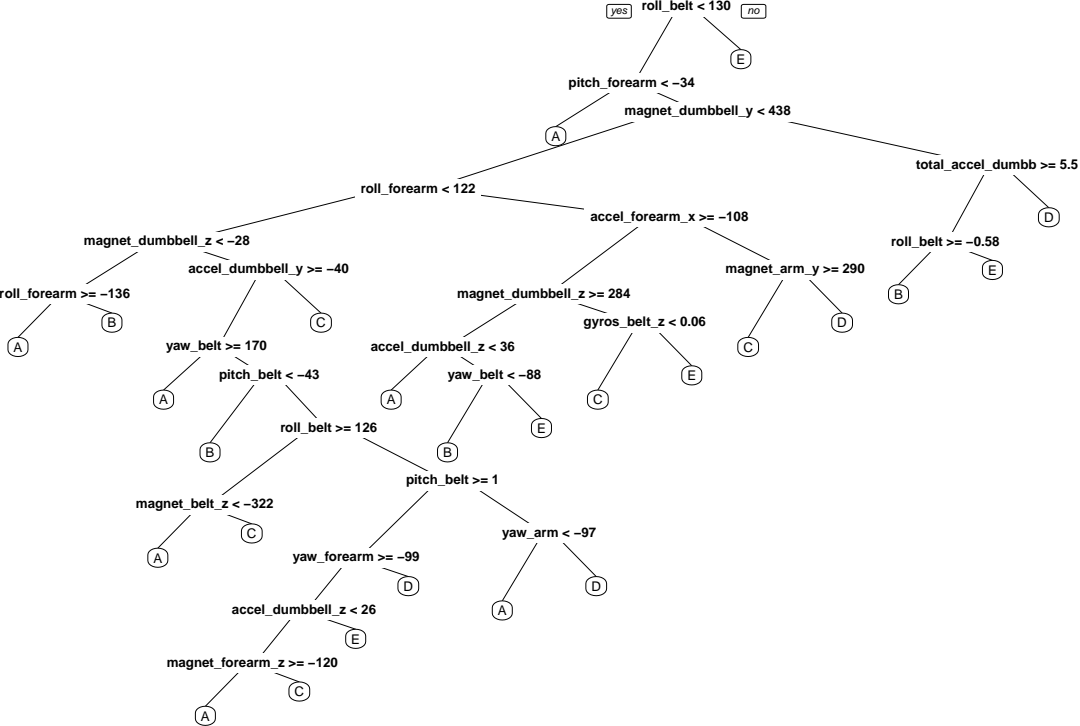 yes roll_belt < 130 no
E
pitch_forearm < −34
magnet_dumbbell_y < 438
A
total_accel_dumbb >= 5.5
roll_forearm < 122
accel_forearm_x >= −108
D
magnet_dumbbell_z < −28
roll_belt >= −0.58
accel_dumbbell_y >= −40
magnet_arm_y >= 290
E
roll_forearm >= −136
magnet_dumbbell_z >= 284
B
B
C
gyros_belt_z < 0.06
D
A
yaw_belt >= 170
accel_dumbbell_z < 36
C
pitch_belt < −43
yaw_belt < −88
E
A
A
C
roll_belt >= 126
E
B
B
pitch_belt >= 1
magnet_belt_z < −322
C
yaw_arm < −97
A
yaw_forearm >= −99
D
D
accel_dumbbell_z < 26
A
E
magnet_forearm_z >= −120
C
A